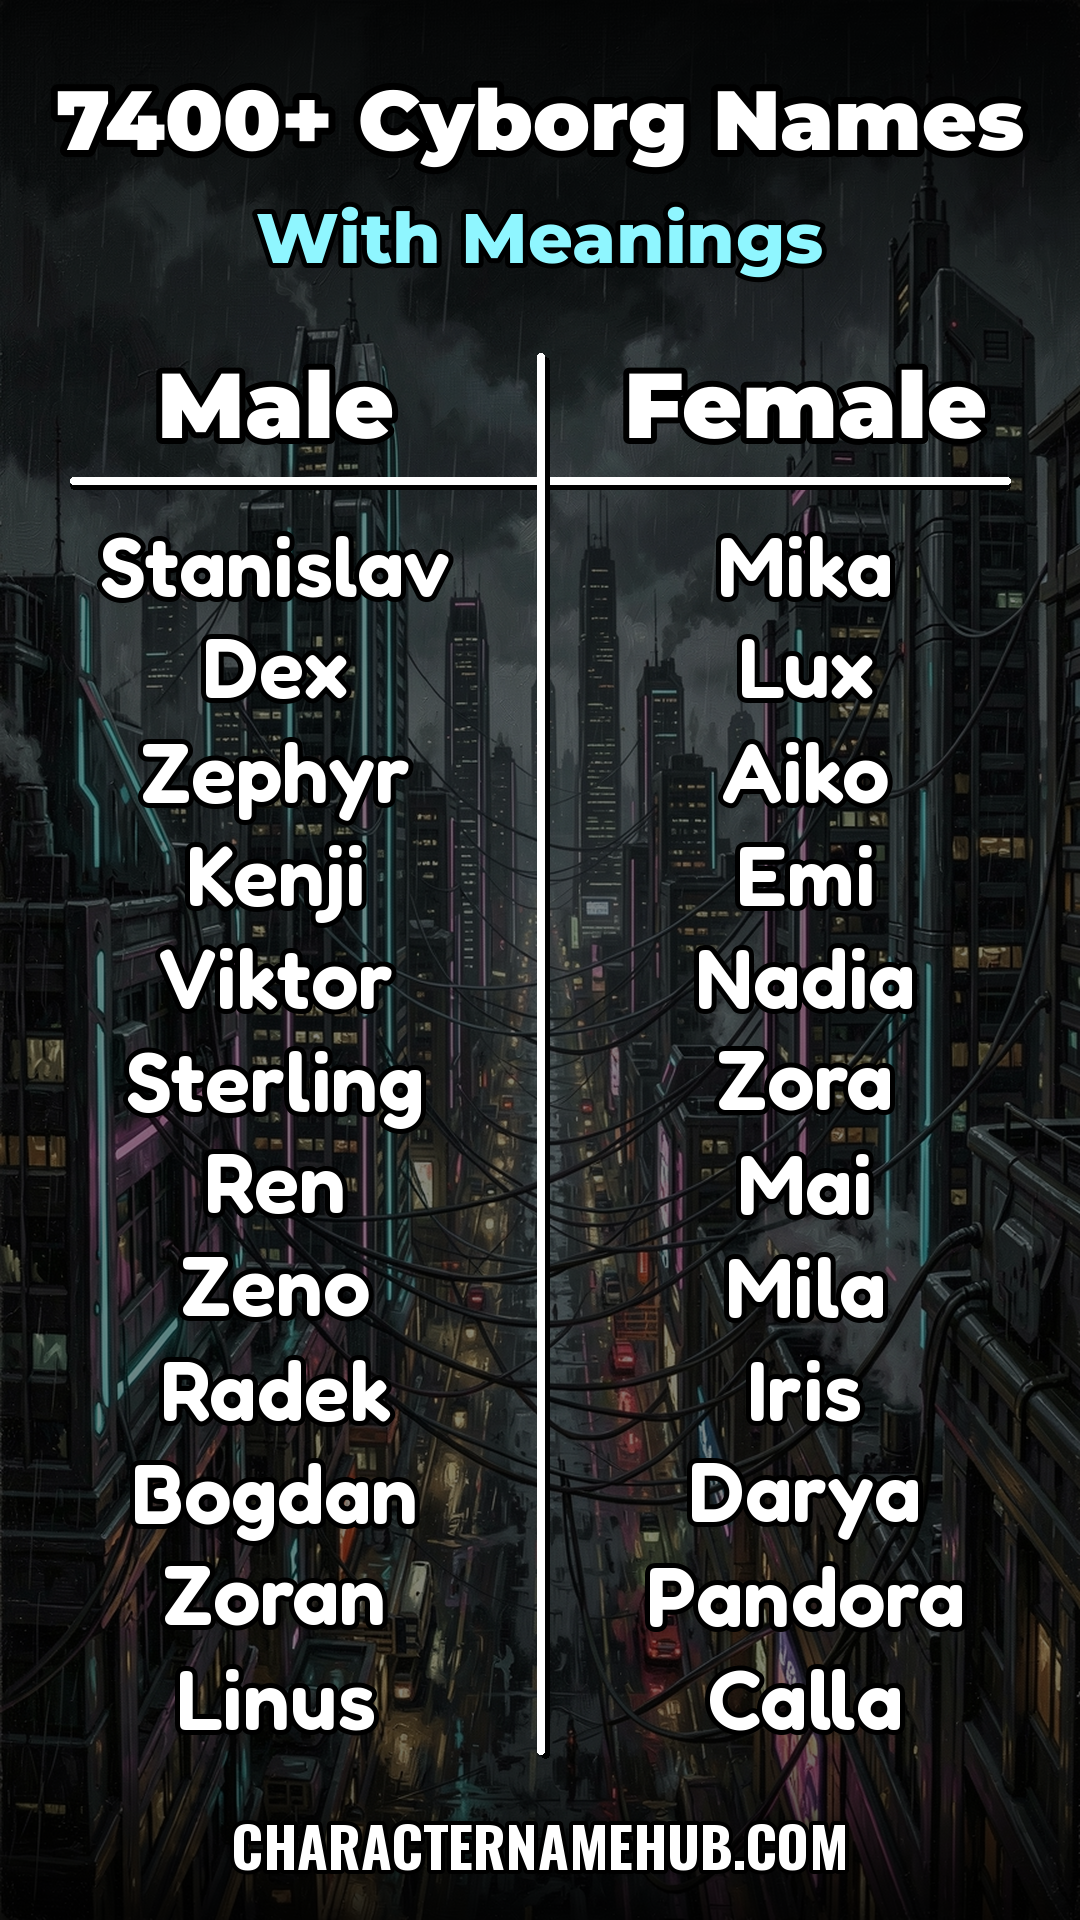 7400+ Cyborg Names
With Meanings
Male
Female
Stanislav
Mika
Dex
Lux
Zephyr
Aiko
Kenji
Emi
Viktor
Nadia
Sterling
Zora
Ren
Mai
Zeno
Mila
Radek
Iris
Bogdan
Darya
Zoran
Pandora
Linus
Calla
CHARACTERNAMEHUB.COM